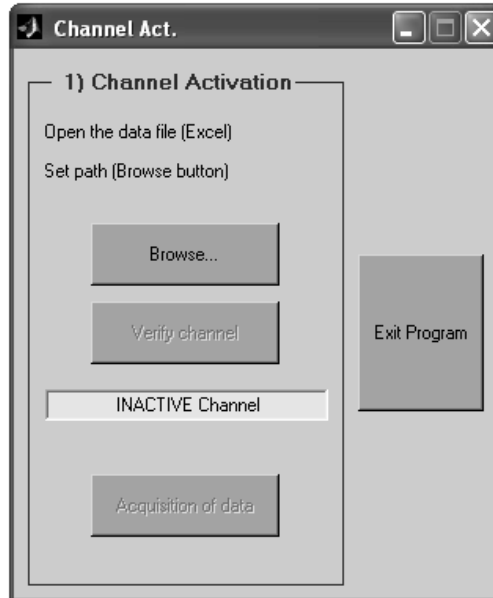 Channel Act.
1) Channel Activation
Open the data file (Excel)
Set path (Browse button)
Browse...
Verify channel
Exit Program
INACTIVE Channel
Acquisition of data